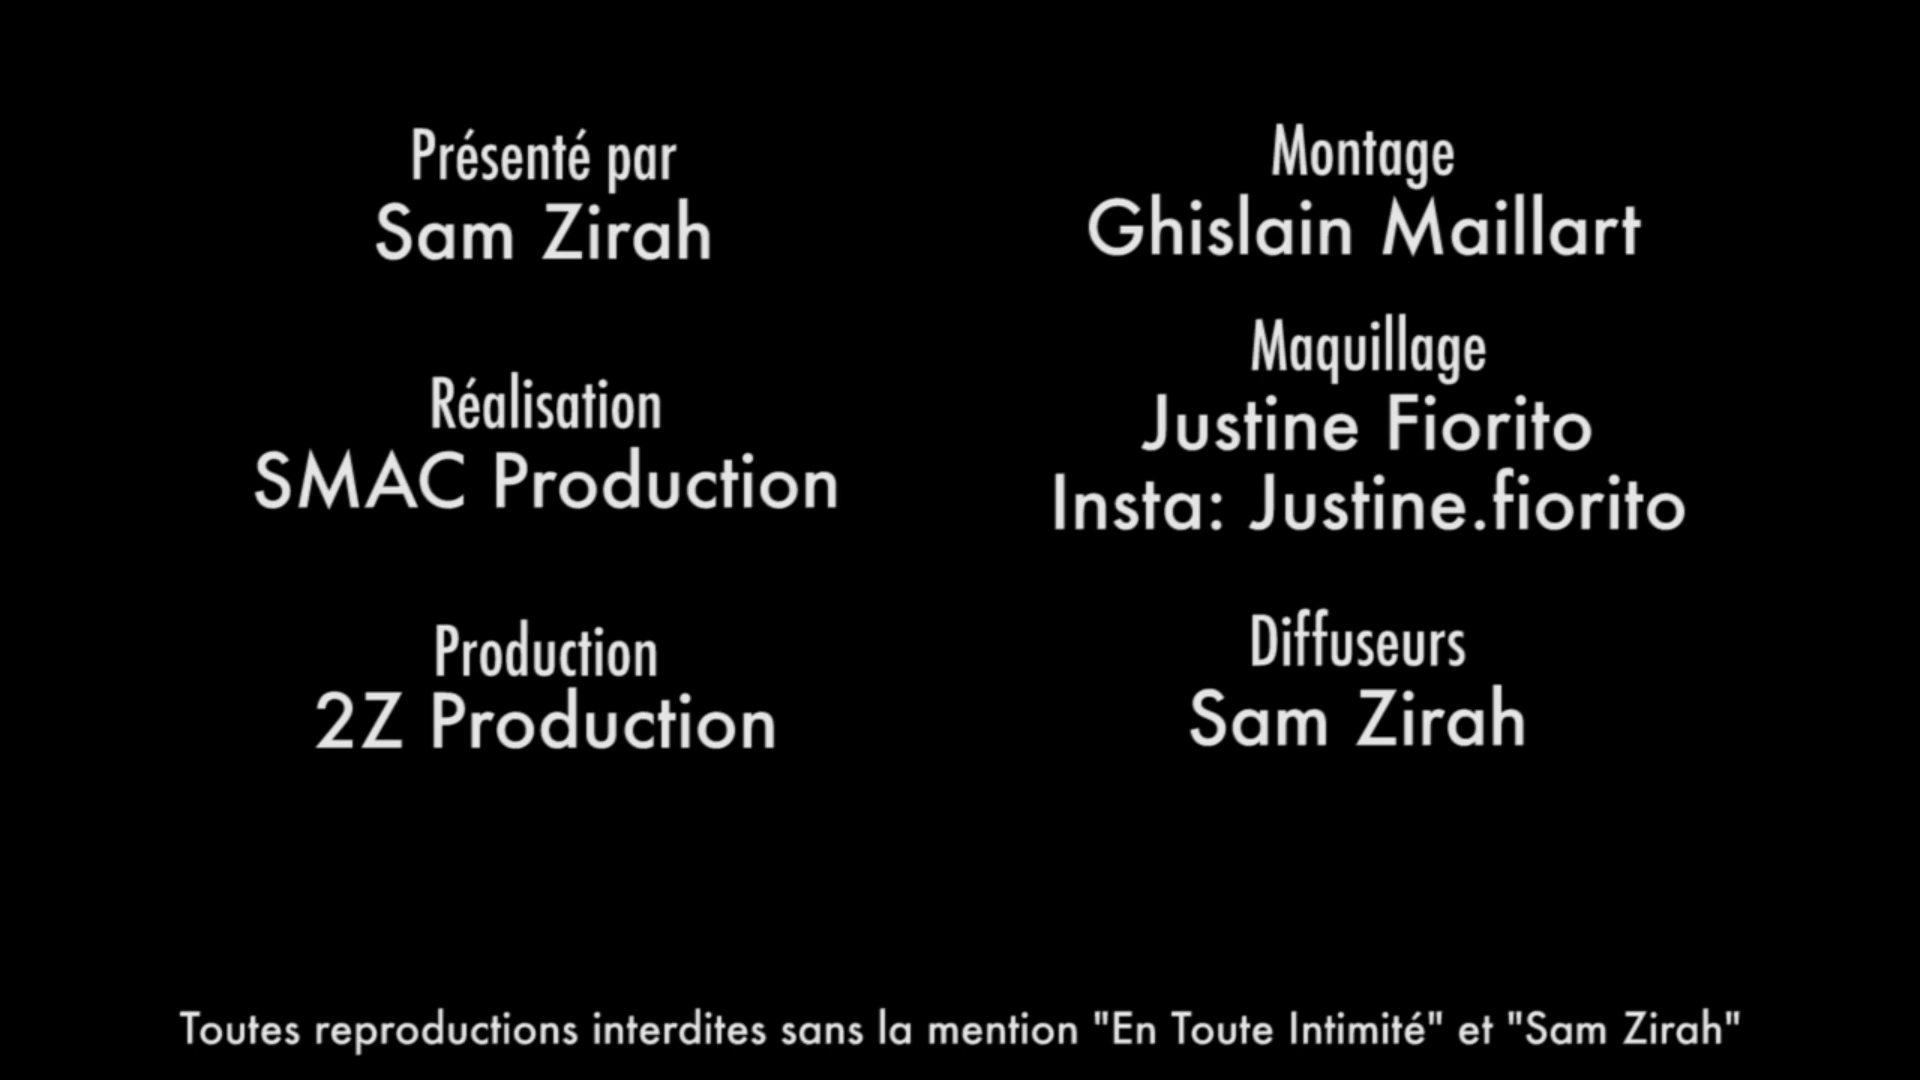 Présenté par
Sam Zirah
Réalisation
SMAC Production
Production
2Z Production
Montage
Ghislain Maillart
Maquillage
Justine Fiorito
Insta: Justine.fiorito
Diffuseurs
Sam Zirah
Toutes reproductions interdites sans la mention "En Toute Intimité" et "Sam Zirah"